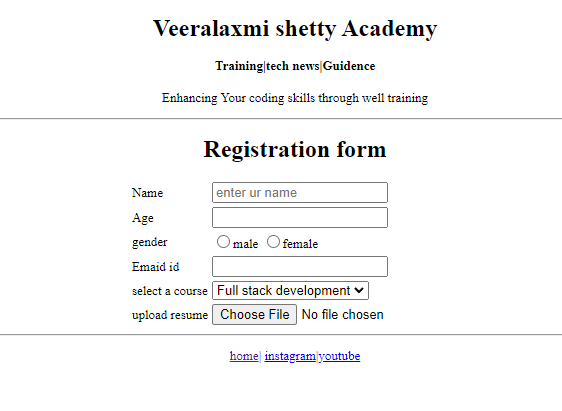 Veeralaxmi shetty Academy
Training|tech news|Guidence
Enhancing Your coding skills through well training
Registration form
Name enter ur name
Age
gender male female
Emaid id
select a course Full stack development
upload resume Choose File No file chosen
home| instagram|youtube